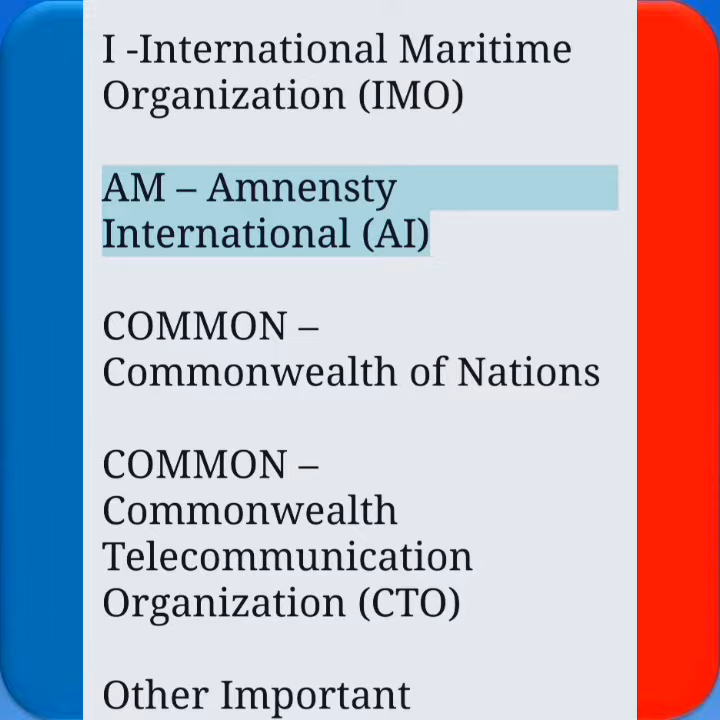 I -International Maritime
Organization (IMO)
AM – Amnensty
International (AI)
COMMON –
Commonwealth of Nations
COMMON –
Commonwealth
Telecommunication
Organization (CTO)
Other Important